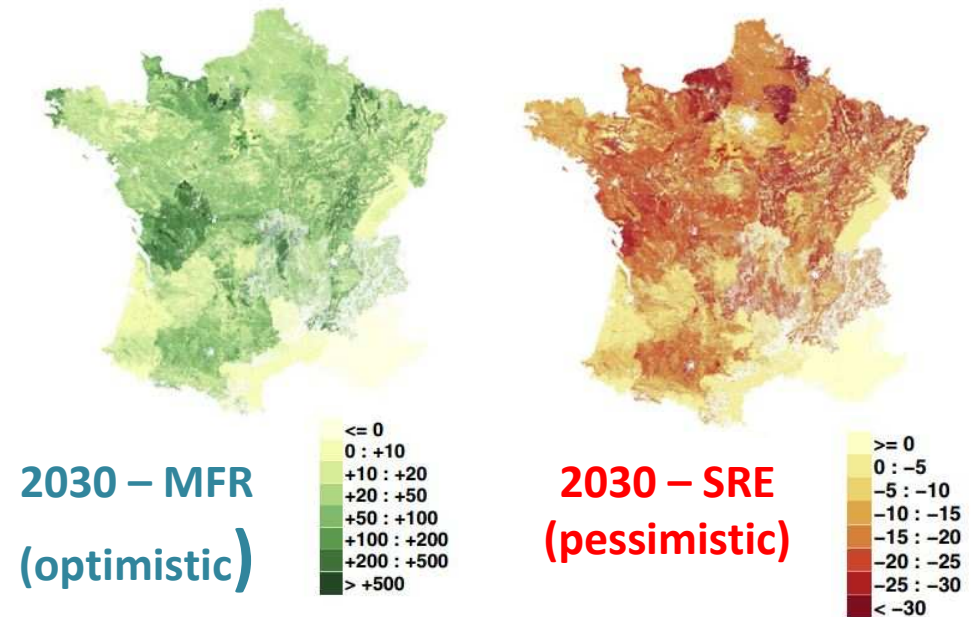 <= 0
0 : +10
+10 : +20
+20 : +50
+50 : +100
+100 : +200
+200 : +500
> +500
2030 – MFR
(optimistic)
>= 0
0 : −5
−5 : −10
−10 : −15
−15 : −20
−20 : −25
−25 : −30
< −30
2030 – SRE
(pessimistic)